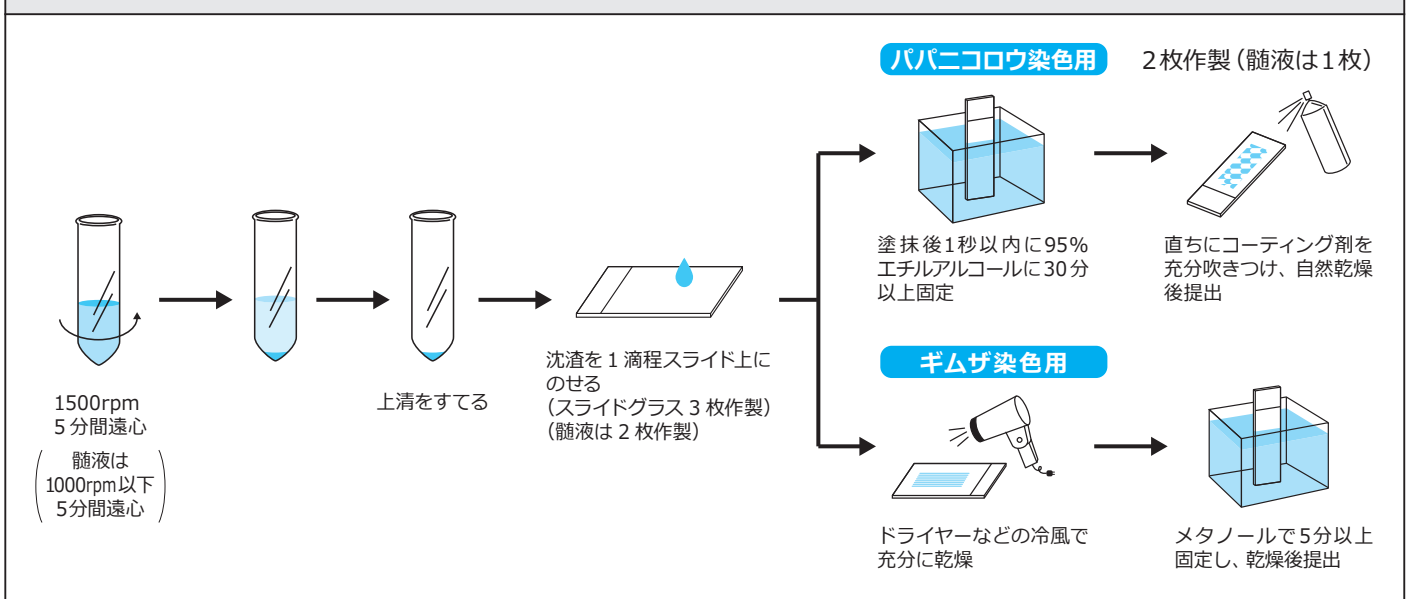 1500rpm
5分間遠心
髄液は
1000rpm以下
5分間遠心
上清をすてる
沈渣を1滴程スライド上に
のせる
（スライドグラス3枚作製）
（髄液は2枚作製）
パパニコロウ染色用
2枚作製（髄液は1枚）
塗抹後1秒以内に95%
エチルアルコールに30分
以上固定
直ちにコーティング剤を
充分吹きつけ、自然乾燥
後提出
ギムザ染色用
ドライヤーなどの冷風で
充分に乾燥
メタノールで5分以上
固定し、乾燥後提出